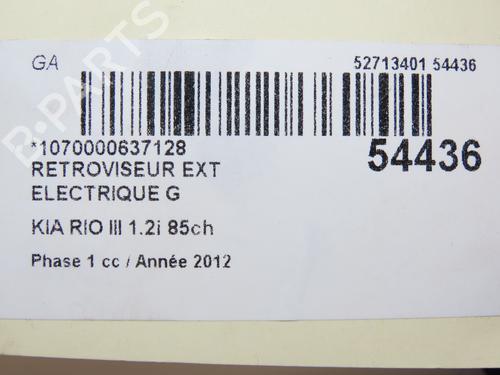 GA
52713401 54436
*1070000637128
54436
RETROVISEUR EXT
ELECTRIQUE G
KIA RIO III 1.2i 85ch
Phase 1 cc / Année 2012
B-PARTS